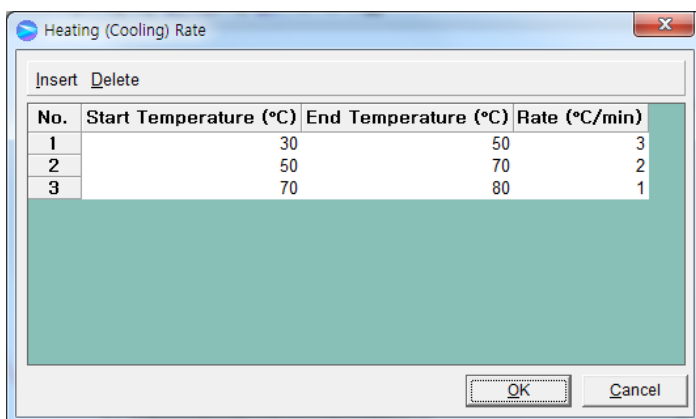 Heating (Cooling) Rate
Insert Delete
No. Start Temperature (°C) End Temperature (°C) Rate (°C/min)
1 30 50 3
2 50 70 2
3 70 80 1
OK Cancel